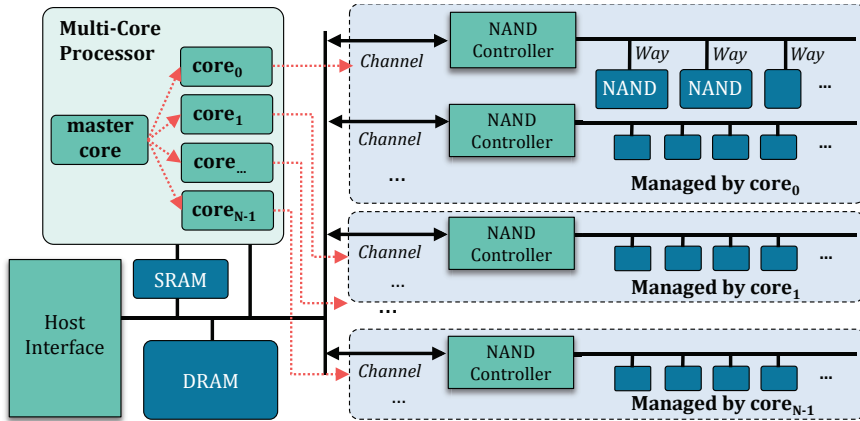 Multi-Core
Processor
master
core
core0
core1
core...
coreN-1
SRAM
Host
Interface
DRAM
Channel
NAND
Controller
Way
Way
Way
NAND
NAND
...
Channel
NAND
Controller
...
...
Managed by core0
Channel
NAND
Controller
...
...
Managed by core1
...
Channel
NAND
Controller
...
...
Managed by coreN-1